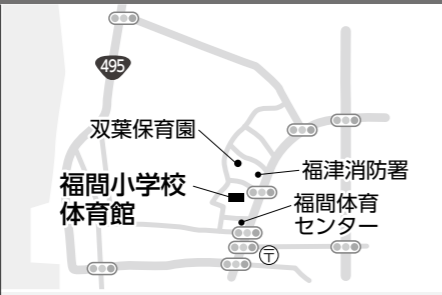 495
双葉保育園
福津消防署
福間小学校
体育館
福間体育
センター
〒